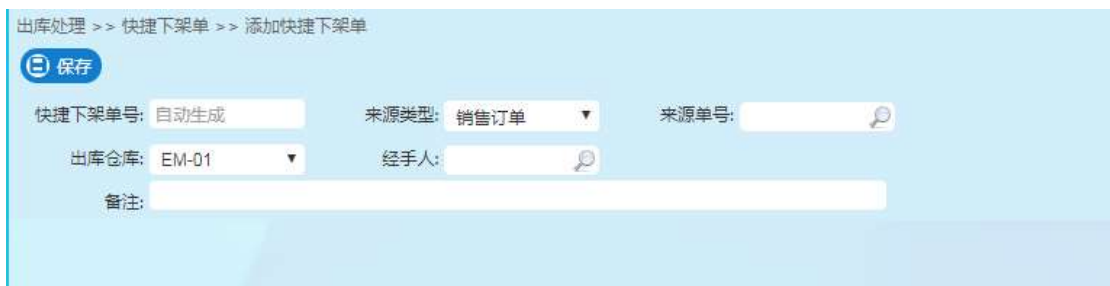 出库处理 >> 快捷下架单 >> 添加快捷下架单
保存
快捷下架单号: 自动生成 来源类型: 销售订单 来源单号:
出库仓库: EM-01 经手人:
备注: